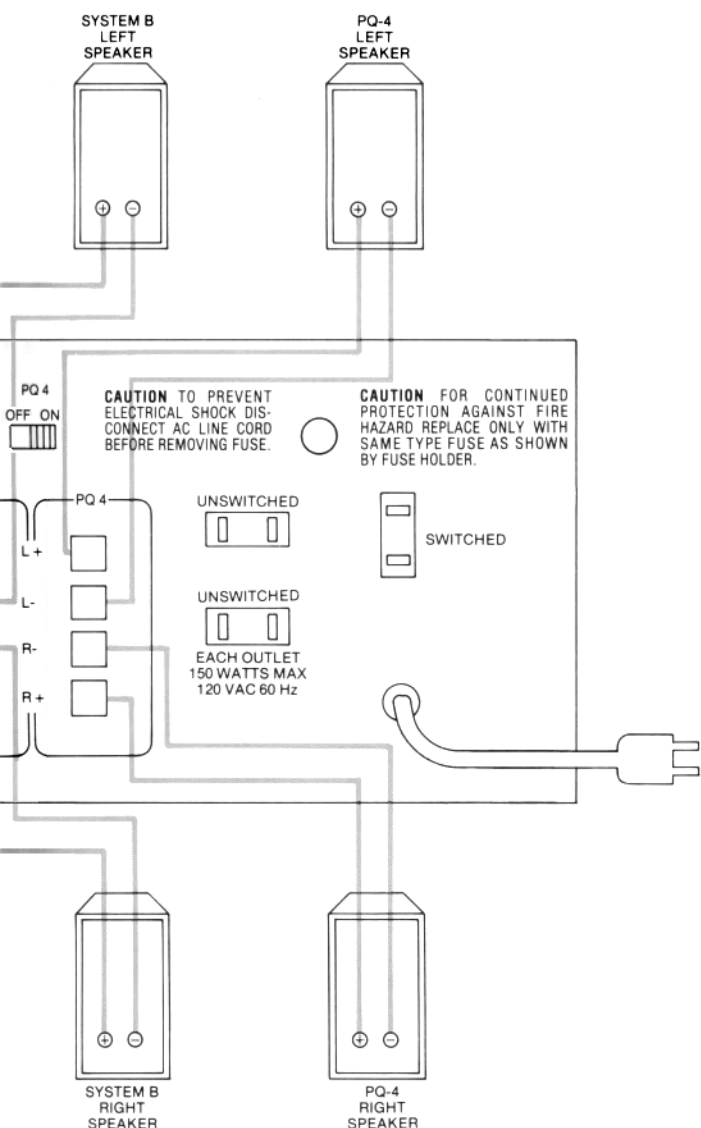 SYSTEM B
LEFT
SPEAKER
PQ-4
LEFT
SPEAKER
+ −
+ −
PQ 4
OFF ON
CAUTION TO PREVENT
ELECTRICAL SHOCK DIS-
CONNECT AC LINE CORD
BEFORE REMOVING FUSE.
CAUTION FOR CONTINUED
PROTECTION AGAINST FIRE
HAZARD REPLACE ONLY WITH
SAME TYPE FUSE AS SHOWN
BY FUSE HOLDER.
PQ 4
L +
L-
R-
R +
UNSWITCHED
UNSWITCHED
EACH OUTLET
150 WATTS MAX
120 VAC 60 Hz
SWITCHED
+ −
+ −
SYSTEM B
RIGHT
SPEAKER
PQ-4
RIGHT
SPEAKER